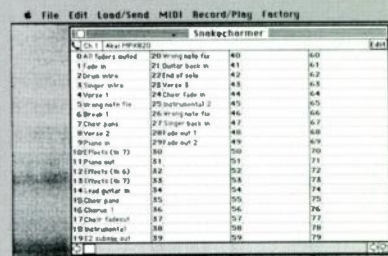 File Edit Load/Send MIDI Record/Play Factory
Snakecharmer
Ch 1 Akai MPX820 Edit
0 All faders muted 20 Wrong note fix 40 60
1 Fade in 21 Guitar back in 41 61
2 Drum intro 22 End of solo 42 62
3 Singer intro 23 Verse 3 43 63
4 Verse 1 24 Choir fade in 44 64
5 Wrong note fix 25 Instrumental 2 45 65
6 Break 1 26 Wrong note fix 46 66
7 Choir pans 27 Singer back in 47 67
8 Verse 2 28 Fade out 1 48 68
9 Piano in 29 Fade out 2 49 69
10 Effects (to 7) 30 50 70
11 Piano out 31 51 71
12 Effects (to 6) 32 52 72
13 Effects (to 7) 33 53 73
14 Lead guitar in 34 54 74
15 Choir pans 35 55 75
16 Chorus 1 36 56 76
17 Choir fadeout 37 57 77
18 Instrumental 38 58 78
19 E2 submix out 39 59 79